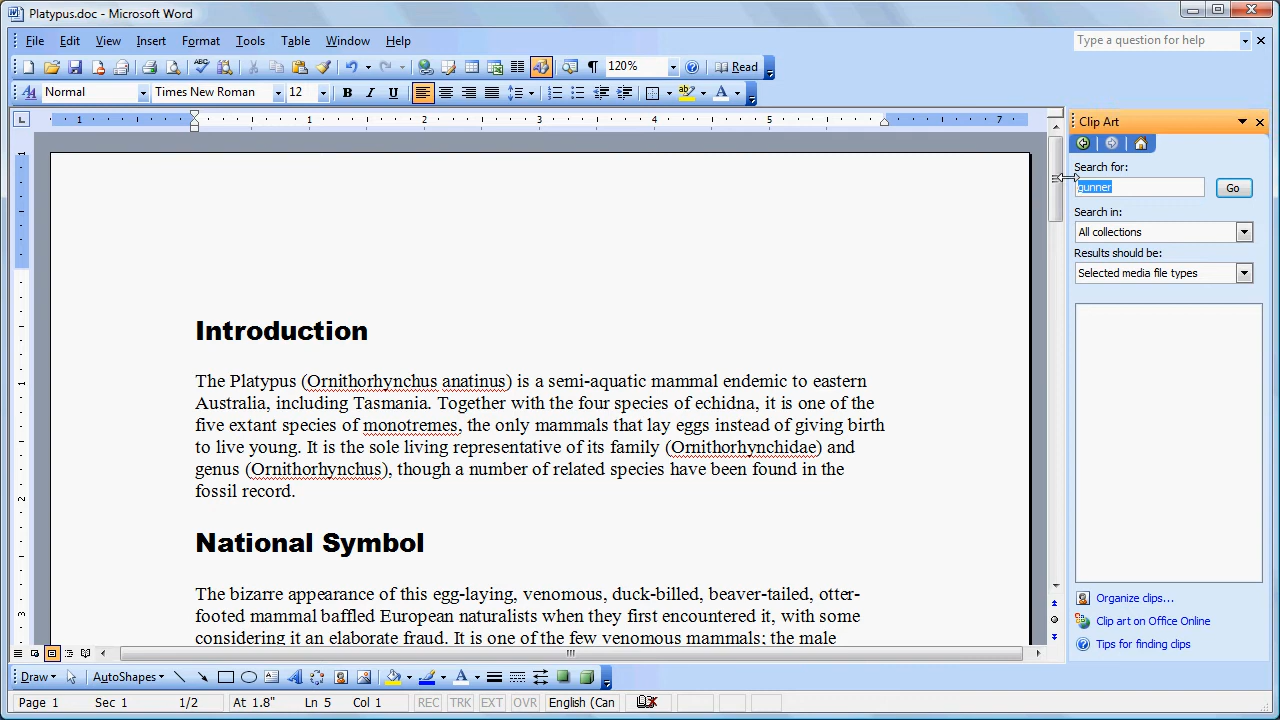 Platypus.doc - Microsoft Word
File Edit View Insert Format Tools Table Window Help
Type a question for help
120% Read
Normal Times New Roman 12 B I U
1 1 2 3 4 5 7
Clip Art
Search for:
gunner Go
Search in:
All collections
Results should be:
Selected media file types
Introduction
The Platypus (Ornithorhynchus anatinus) is a semi-aquatic mammal endemic to eastern
Australia, including Tasmania. Together with the four species of echidna, it is one of the
five extant species of monotremes, the only mammals that lay eggs instead of giving birth
to live young. It is the sole living representative of its family (Ornithorhynchidae) and
genus (Ornithorhynchus), though a number of related species have been found in the
fossil record.
National Symbol
The bizarre appearance of this egg-laying, venomous, duck-billed, beaver-tailed, otter-
footed mammal baffled European naturalists when they first encountered it, with some
considering it an elaborate fraud. It is one of the few venomous mammals; the male
Organize clips...
Clip art on Office Online
Tips for finding clips
Draw AutoShapes
Page 1 Sec 1 1/2 At 1.8" Ln 5 Col 1 REC TRK EXT OVR English (Can